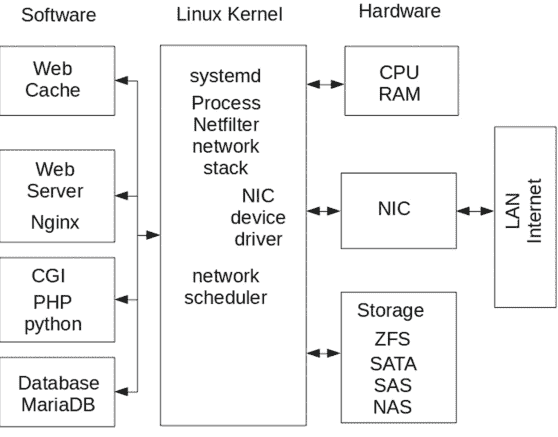 Software
Linux Kernel
Hardware
Web
Cache
Web
Server
Nginx
CGI
PHP
python
Database
MariaDB
systemd
Process
Netfilter
network
stack
NIC
device
driver
network
scheduler
CPU
RAM
NIC
Storage
ZFS
SATA
SAS
NAS
LAN
Internet